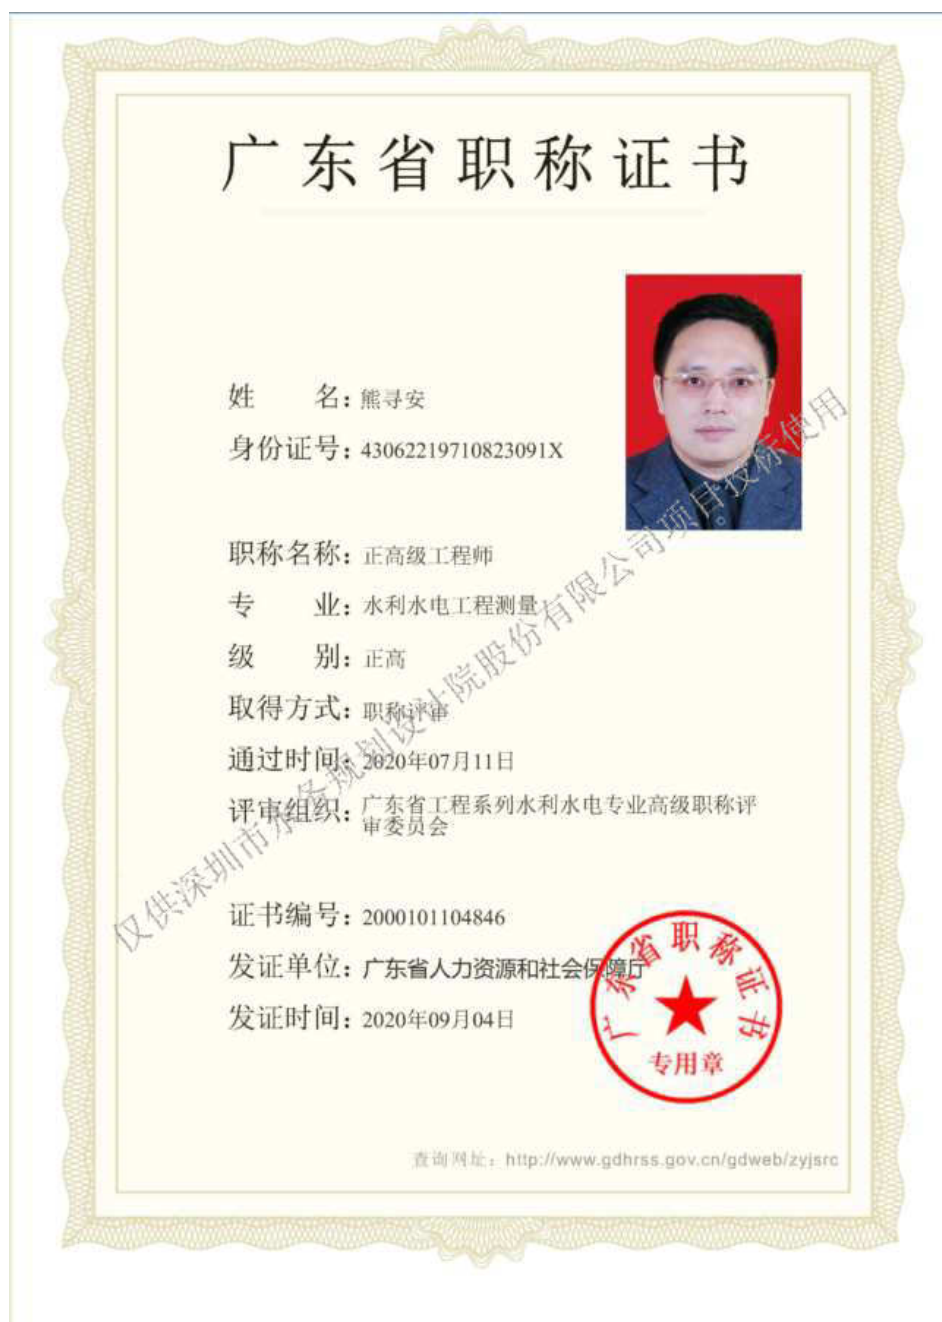 广东省职称证书
姓 名：熊寻安
身份证号：43062219710823091X
职称名称：正高级工程师
专 业：水利水电工程测量
级 别：正高
取得方式：职称评审
通过时间：2020年07月11日
评审组织：广东省工程系列水利水电专业高级职称评
审委员会
证书编号：2000101104846
发证单位：广东省人力资源和社会保障厅
发证时间：2020年09月04日
广东省职称证书
专用章
查询网址：http://www.gdhrss.gov.cn/gdweb/zyjsrc
仅供深圳市水务规划设计院股份有限公司项目投标使用。